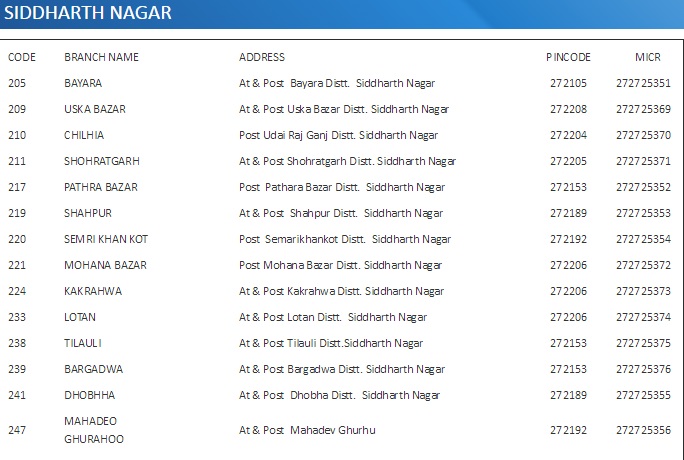 SIDDHARTH NAGAR
CODE BRANCH NAME ADDRESS PINCODE MICR
205 BAYARA At & Post Bayara Distt. Siddharth Nagar 272105 272725351
209 USKA BAZAR At & Post Uska Bazar Distt. Siddharth Nagar 272208 272725369
210 CHILHIA Post Udai Raj Ganj Distt. Siddharth Nagar 272204 272725370
211 SHOHRATGARH At & Post Shohratgarh Distt. Siddharth Nagar 272205 272725371
217 PATHRA BAZAR Post Pathara Bazar Distt. Siddharth Nagar 272153 272725352
219 SHAHPUR At & Post Shahpur Distt. Siddharth Nagar 272189 272725353
220 SEMRI KHAN KOT Post Semarikhankot Distt. Siddharth Nagar 272192 272725354
221 MOHANA BAZAR Post Mohana Bazar Distt. Siddharth Nagar 272206 272725372
224 KAKRAHWA At & Post Kakrahwa Distt. Siddharth Nagar 272206 272725373
233 LOTAN At & Post Lotan Distt. Siddharth Nagar 272206 272725374
238 TILAULI At & Post Tilauli Distt.Siddharth Nagar 272153 272725375
239 BARGADWA At & Post Bargadwa Distt. Siddharth Nagar 272153 272725376
241 DHOBHHA At & Post Dhobha Distt. Siddharth Nagar 272189 272725355
247 MAHADEO At & Post Mahadev Ghurhu 272192 272725356
GHURAHOO